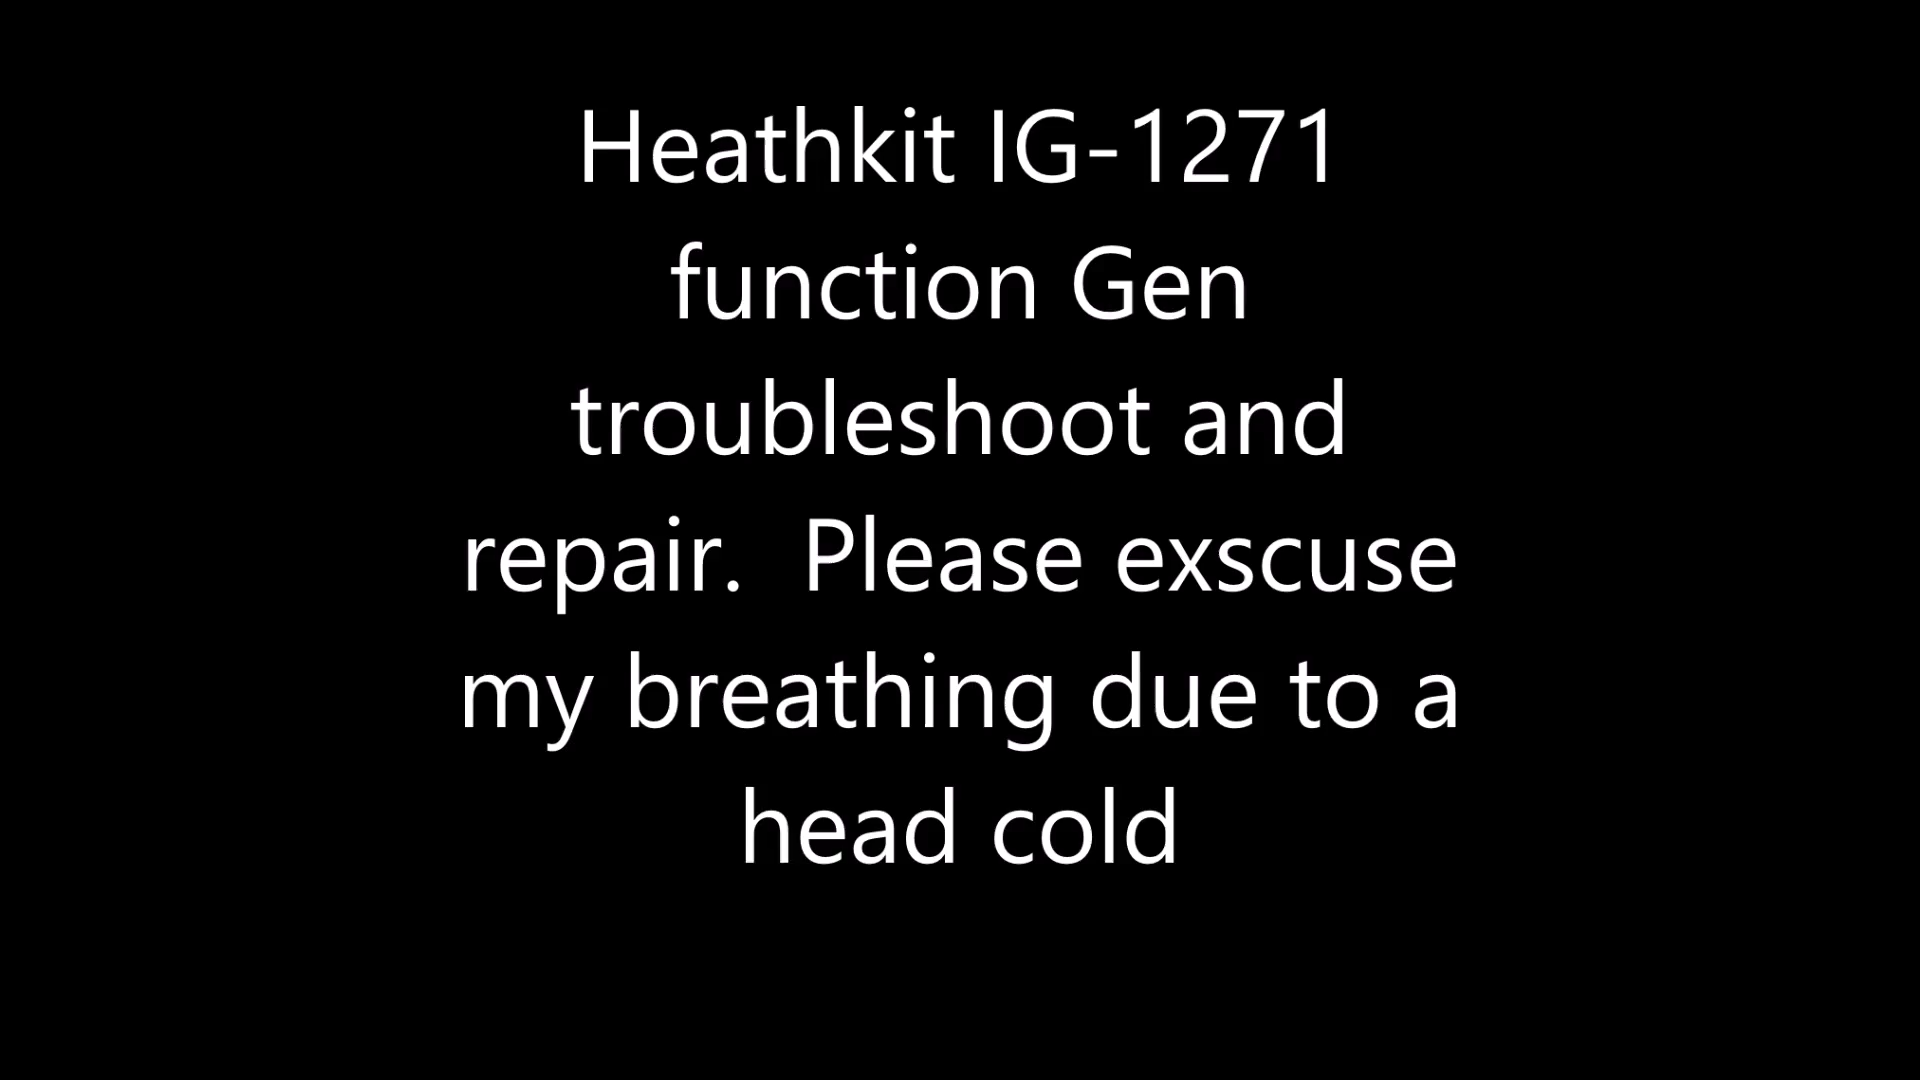 Heathkit IG-1271
function Gen
troubleshoot and
repair.  Please exscuse
my breathing due to a
head cold